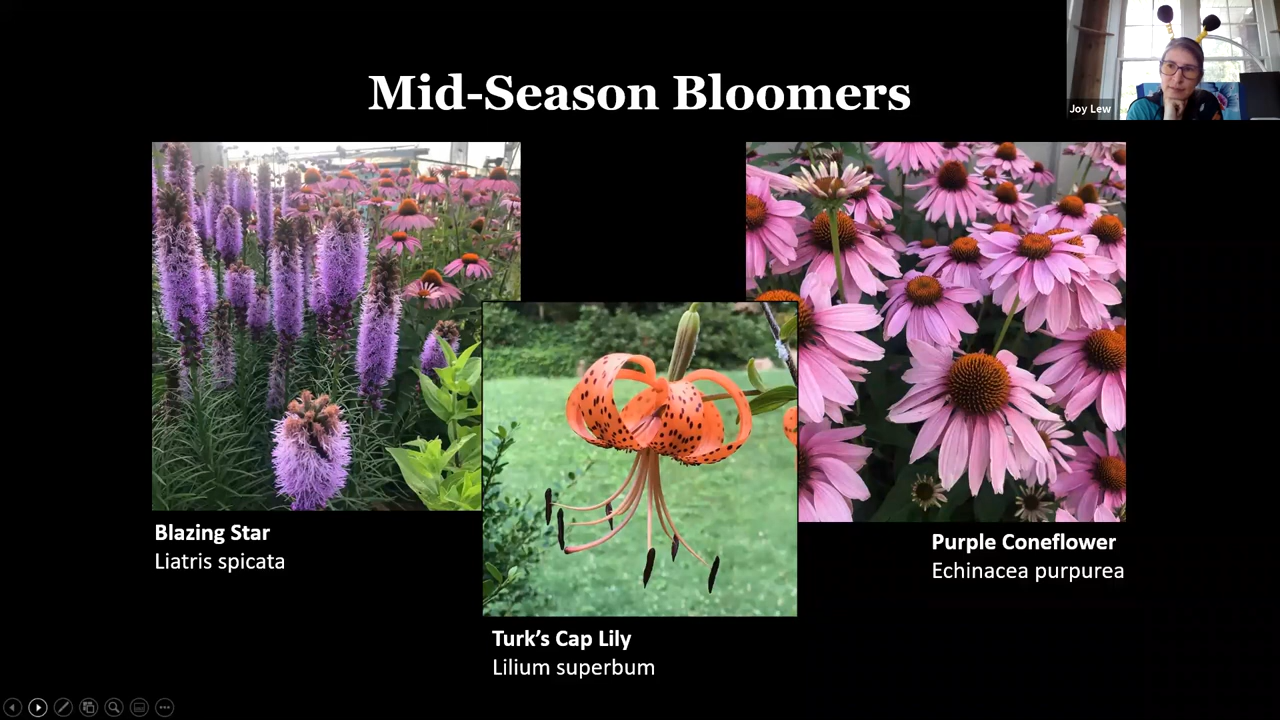 Joy Lew
Mid-Season Bloomers
Blazing Star
Liatris spicata
Turk’s Cap Lily
Lilium superbum
Purple Coneflower
Echinacea purpurea